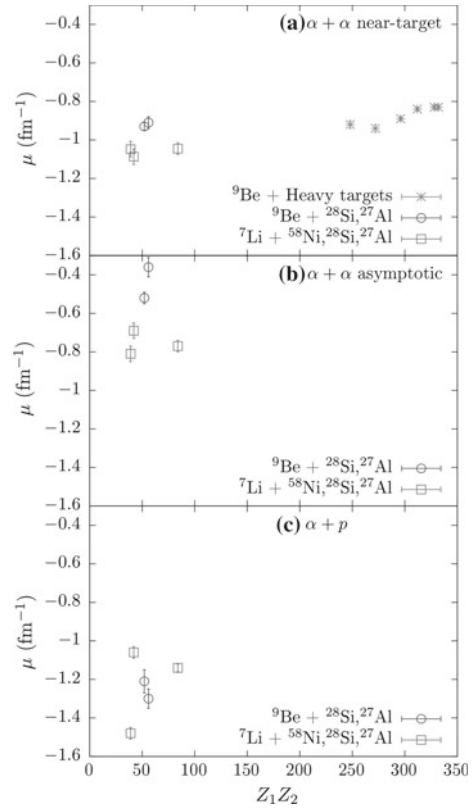 −0.4
(a) α + α near-target
−0.6
−0.8
μ (fm⁻¹)
−1
−1.2
⁹Be + Heavy targets
⁹Be + ²⁸Si,²⁷Al
−1.4
⁷Li + ⁵⁸Ni,²⁸Si,²⁷Al
−1.6
−0.4
(b) α + α asymptotic
−0.6
−0.8
μ (fm⁻¹)
−1
−1.2
−1.4
⁹Be + ²⁸Si,²⁷Al
⁷Li + ⁵⁸Ni,²⁸Si,²⁷Al
−1.6
(c) α + p
−0.4
−0.6
−0.8
μ (fm⁻¹)
−1
−1.2
−1.4
⁹Be + ²⁸Si,²⁷Al
⁷Li + ⁵⁸Ni,²⁸Si,²⁷Al
−1.6
0 50 100 150 200 250 300 350
Z₁Z₂